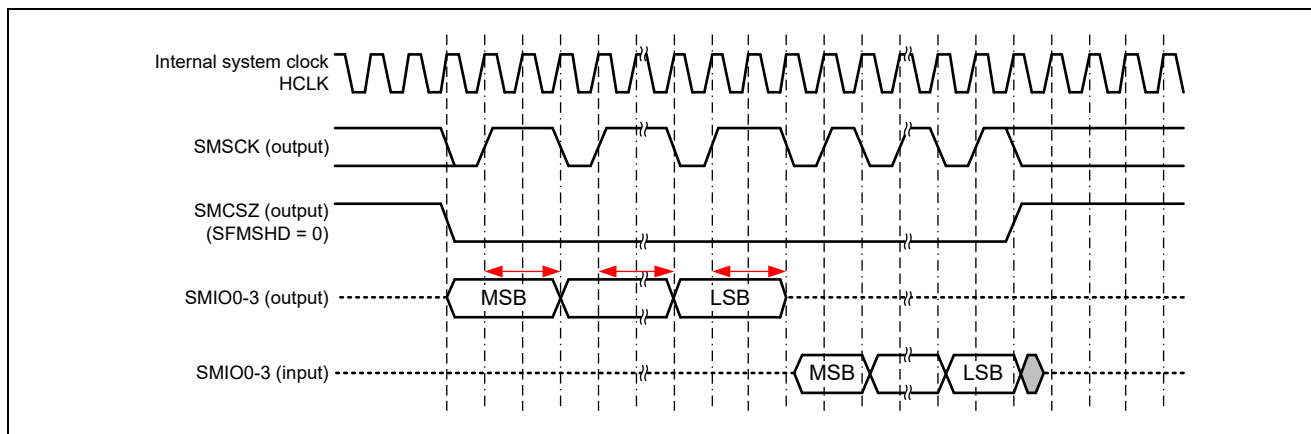 Internal system clock
HCLK
SMSCK (output)
SMCSZ (output)
(SFMSHD = 0)
SMIO0-3 (output)
MSB
LSB
SMIO0-3 (input)
MSB
LSB